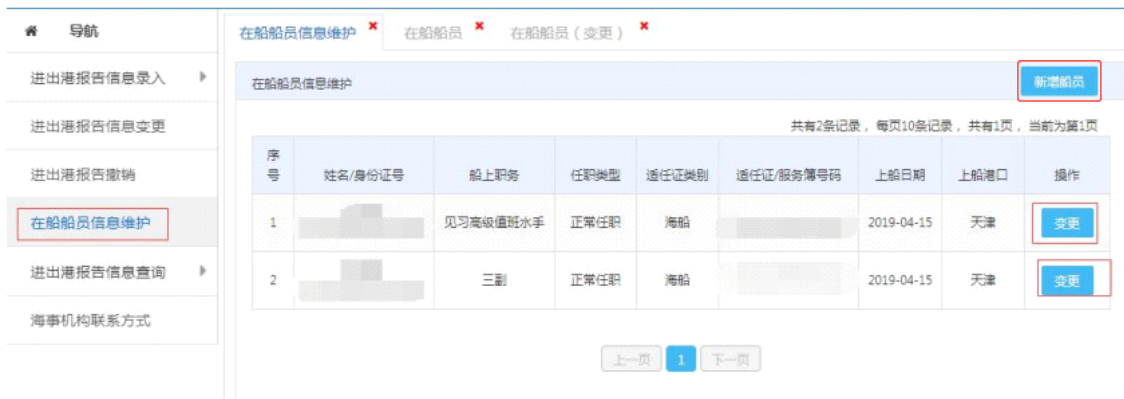 导航
进出港报告信息录入
进出港报告信息变更
进出港报告撤销
在船船员信息维护
进出港报告信息查询
海事机构联系方式
在船船员信息维护 在船船员 在船船员(变更)
在船船员信息维护 新增船员
共有2条记录,每页10条记录,共有1页,当前为第1页
序号 姓名/身份证号 船上职务 任职类型 适任证类别 适任证/服务簿号码 上船日期 上船港口 操作
1 见习高级值班水手 正常任职 海船 2019-04-15 天津 变更
2 三副 正常任职 海船 2019-04-15 天津 变更
上一页 1 下一页